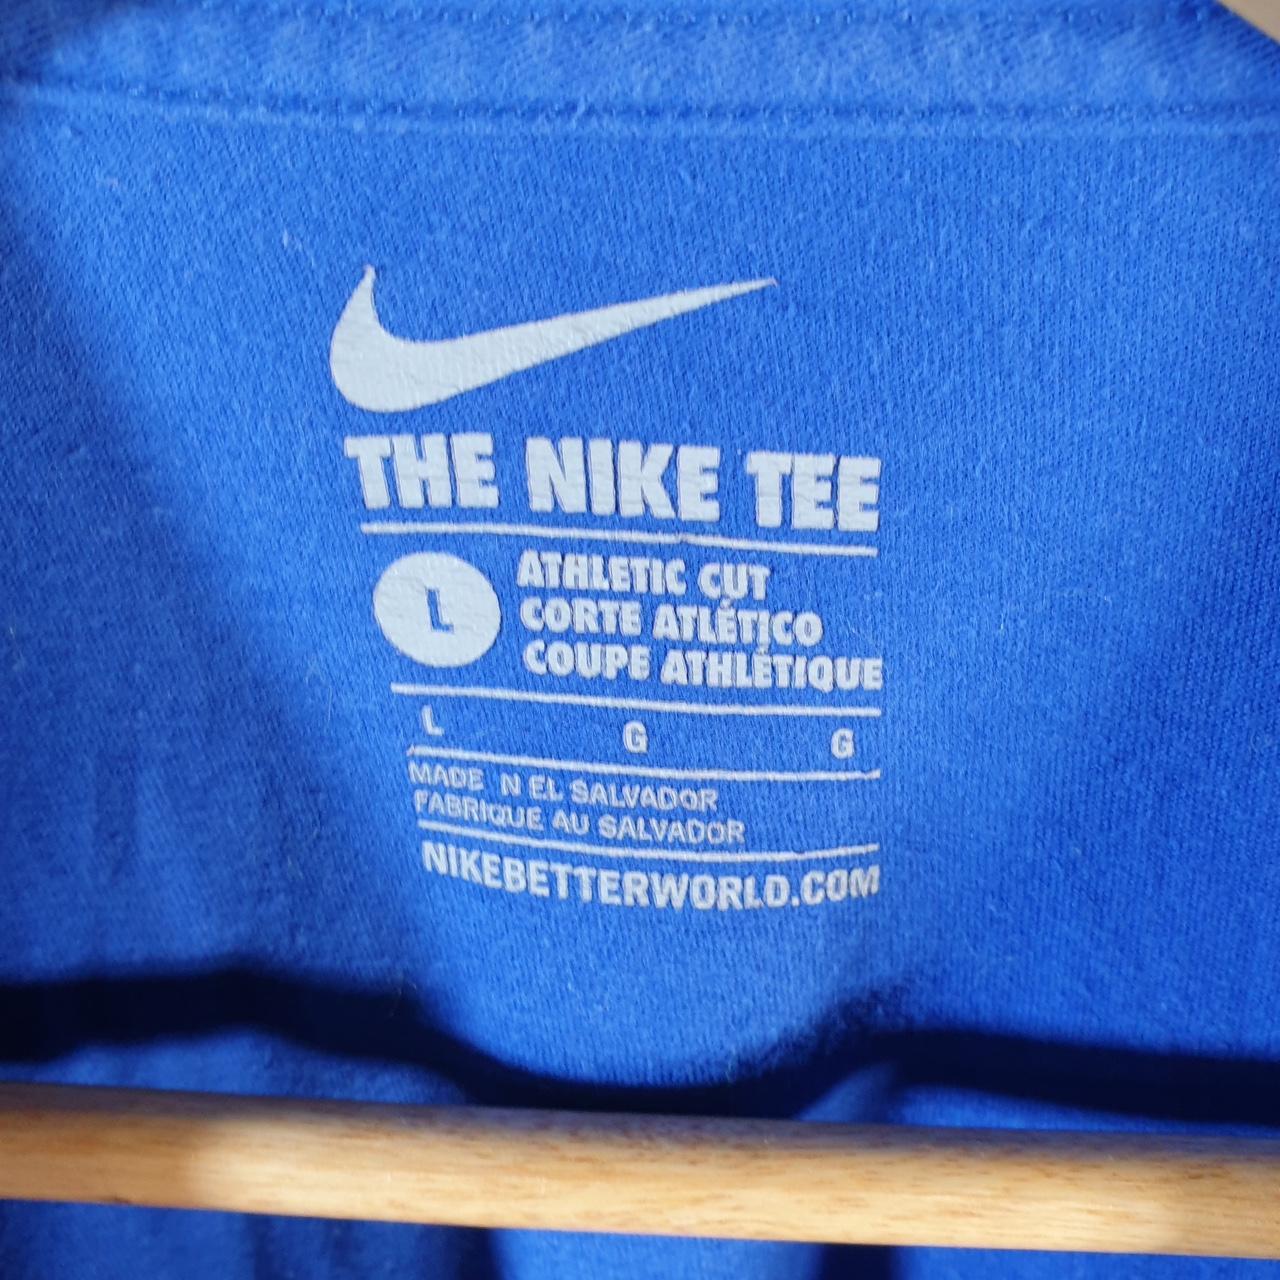 THE NIKE TEE
L
ATHLETIC CUT
CORTE ATLÉTICO
COUPE ATHLÉTIQUE
L G G
MADE N EL SALVADOR
FABRIQUE AU SALVADOR
NIKEBETTERWORLD.COM